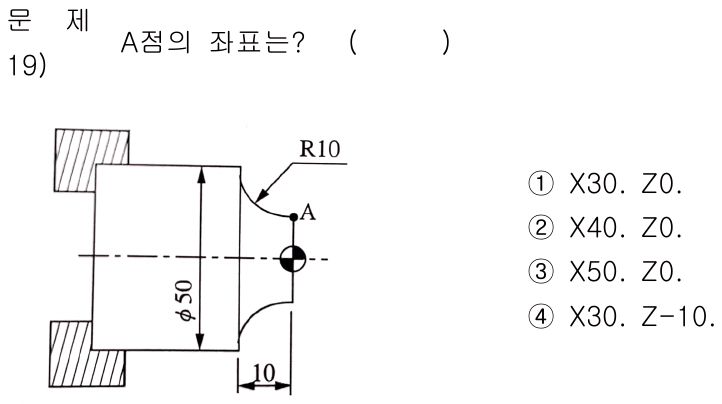 문 제
19)
A점의 좌표는? ( )
R10
A
ϕ50
10
① X30. Z0.
② X40. Z0.
③ X50. Z0.
④ X30. Z-10.